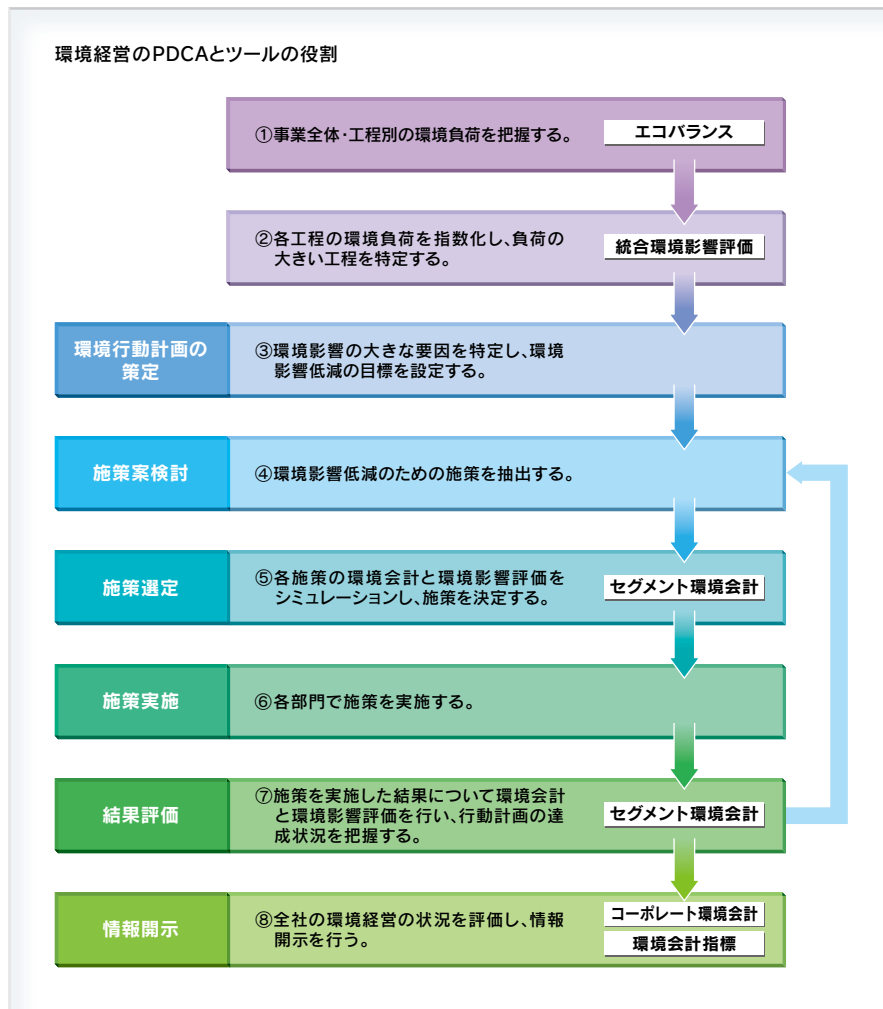 環境経営のPDCAとツールの役割
①事業全体・工程別の環境負荷を把握する。
エコバランス
②各工程の環境負荷を指数化し、負荷の
大きい工程を特定する。
統合環境影響評価
環境行動計画の
策定
③環境影響の大きな要因を特定し、環境
影響低減の目標を設定する。
施策案検討
④環境影響低減のための施策を抽出する。
施策選定
⑤各施策の環境会計と環境影響評価を
シミュレーションし、施策を決定する。
セグメント環境会計
施策実施
⑥各部門で施策を実施する。
結果評価
⑦施策を実施した結果について環境会計
と環境影響評価を行い、行動計画の達
成状況を把握する。
セグメント環境会計
情報開示
⑧全社の環境経営の状況を評価し、情報
開示を行う。
コーポレート環境会計
環境会計指標